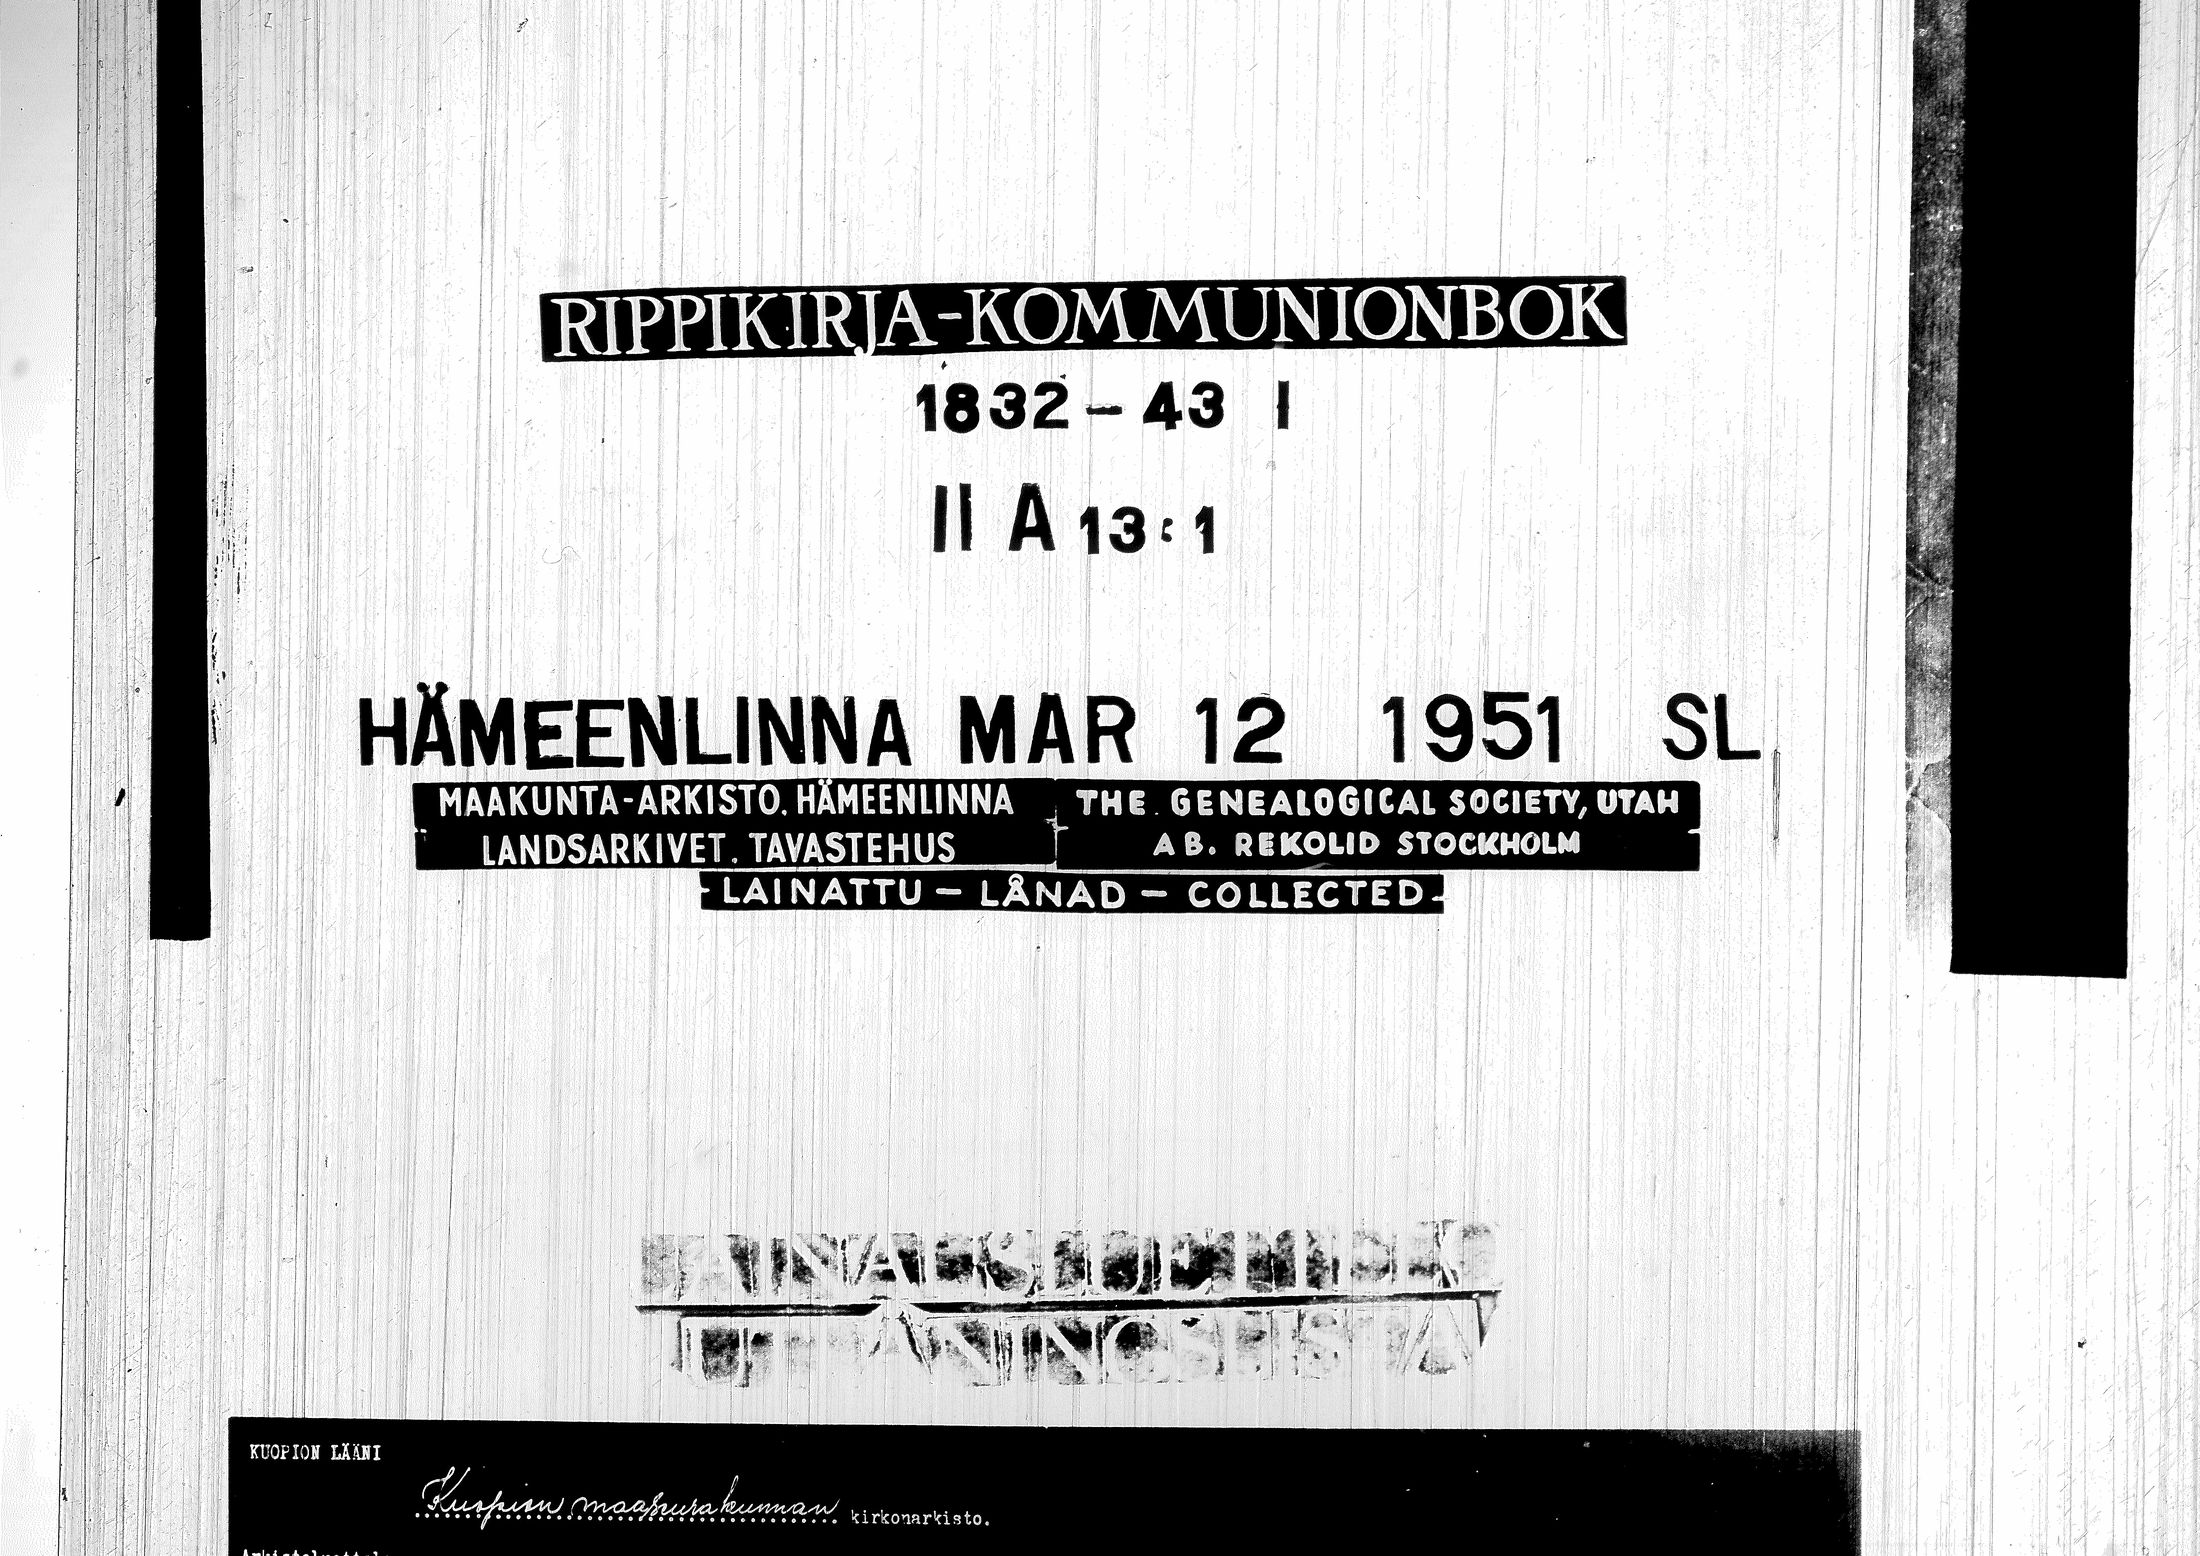 RIPPIKIRJA-KOMMUNIONBOK
1832-43 I
II A 13:1
HÄMEENLINNA MAR 12 1951 SL
MAAKUNTA-ARKISTO, HÄMEENLINNA
LANDSARKIVET, TAVASTEHUS
THE GENEALOGICAL SOCIETY, UTAH
AB. REKOLID STOCKHOLM
LAINATTU - LÅNAD - COLLECTED
KUOPION LÄÄNI
Kuopion maaseurakunnan kirkonarkisto.